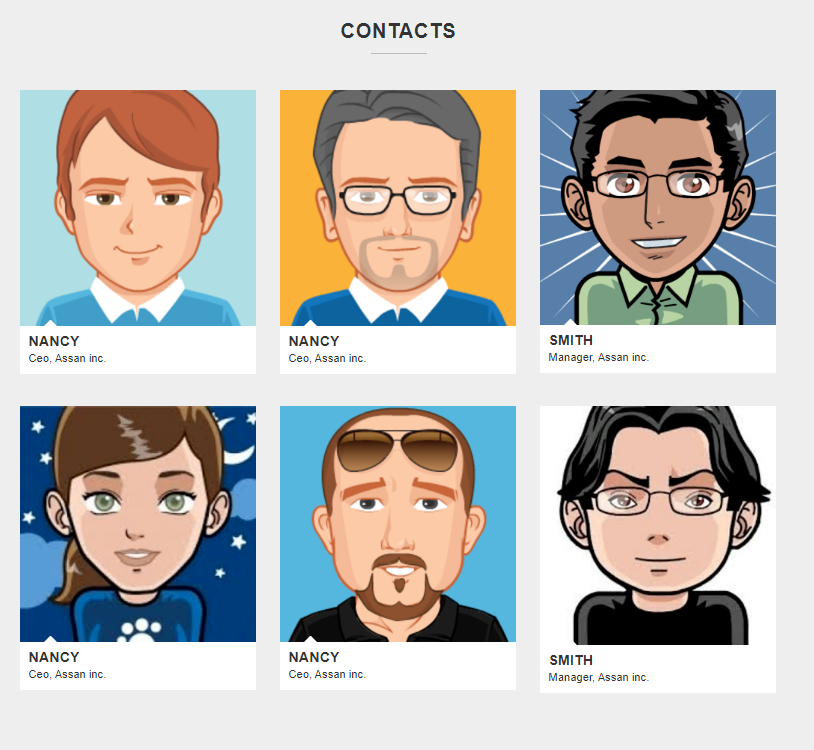 CONTACTS
NANCY
Ceo, Assan inc.
NANCY
Ceo, Assan inc.
SMITH
Manager, Assan inc.
NANCY
Ceo, Assan inc.
NANCY
Ceo, Assan inc.
SMITH
Manager, Assan inc.